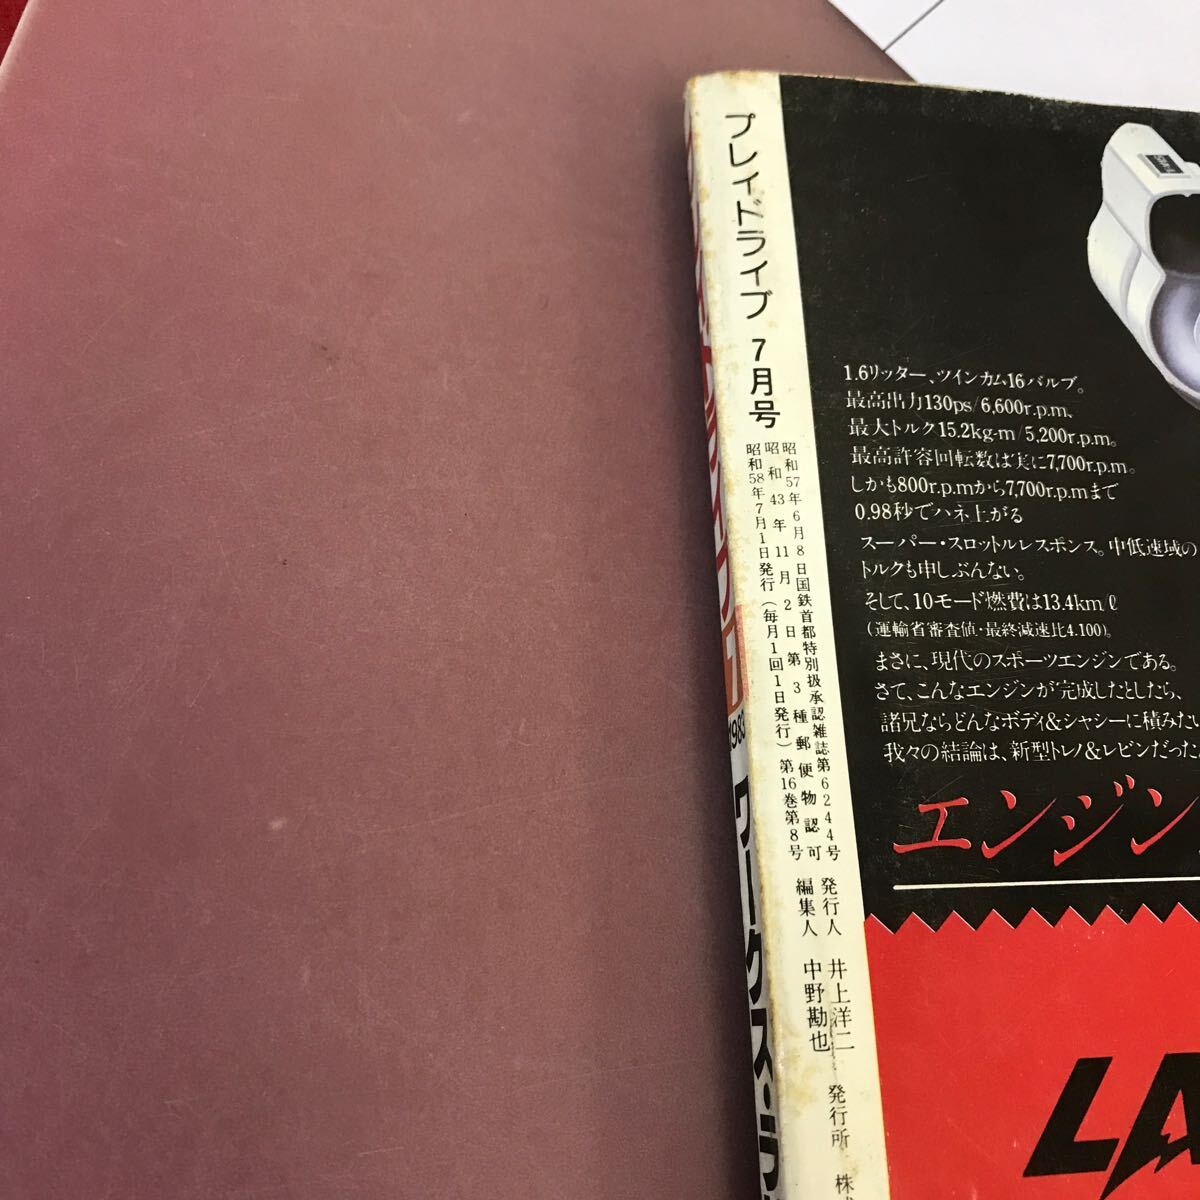 プレイドライブ 7月号
昭和57年6月8日国鉄首都特別扱承認雑誌第6244号
昭和43年11月2日第3種郵便物認可
昭和58年7月1日発行(毎月1回1日発行)第16巻第8号
発行人 井上洋二
編集人 中野勘也
発行所 株
1983
ワークス・ラ
1.6リッター、ツインカム16バルブ。
最高出力130ps/6,600r.p.m、
最大トルク15.2kg-m/5,200r.p.m。
最高許容回転数は実に7,700r.p.m。
しかも800r.p.mから7,700r.p.mまで
0.98秒でハネ上がる
スーパー・スロットルレスポンス。中低速域の
トルクも申しぶんない。
そして、10モード燃費は13.4km/ℓ
(運輸省審査値・最終減速比4.100)。
まさに、現代のスポーツエンジンである。
さて、こんなエンジンが完成したとしたら、
諸兄ならどんなボディ&シャシーに積みたい
我々の結論は、新型トレノ&レビンだった。
エンジン
LA